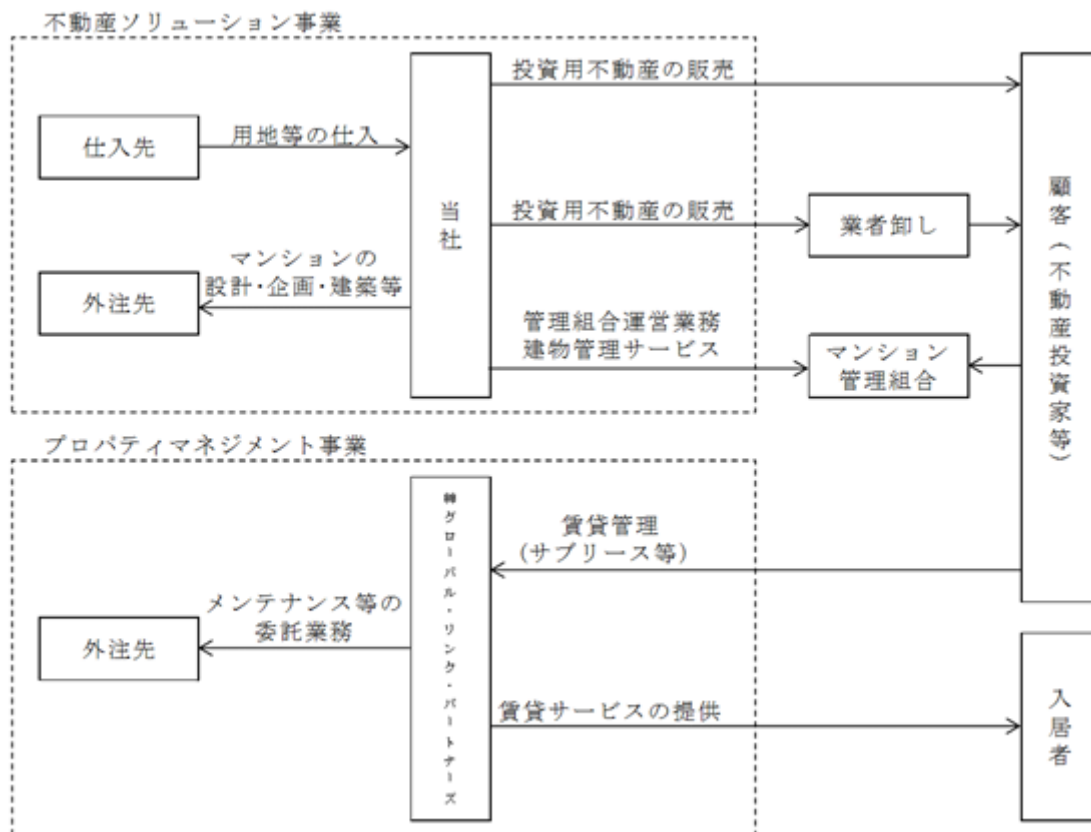 不動産ソリューション事業
投資用不動産の販売
仕入先
用地等の仕入
当社
投資用不動産の販売
業者卸し
顧客(不動産投資家等)
マンションの
設計・企画・建築等
外注先
管理組合運営業務
建物管理サービス
マンション
管理組合
プロパティマネジメント事業
㈱グローバル・リンク・パートナーズ
賃貸管理
(サブリース等)
メンテナンス等の
委託業務
外注先
賃貸サービスの提供
入居者